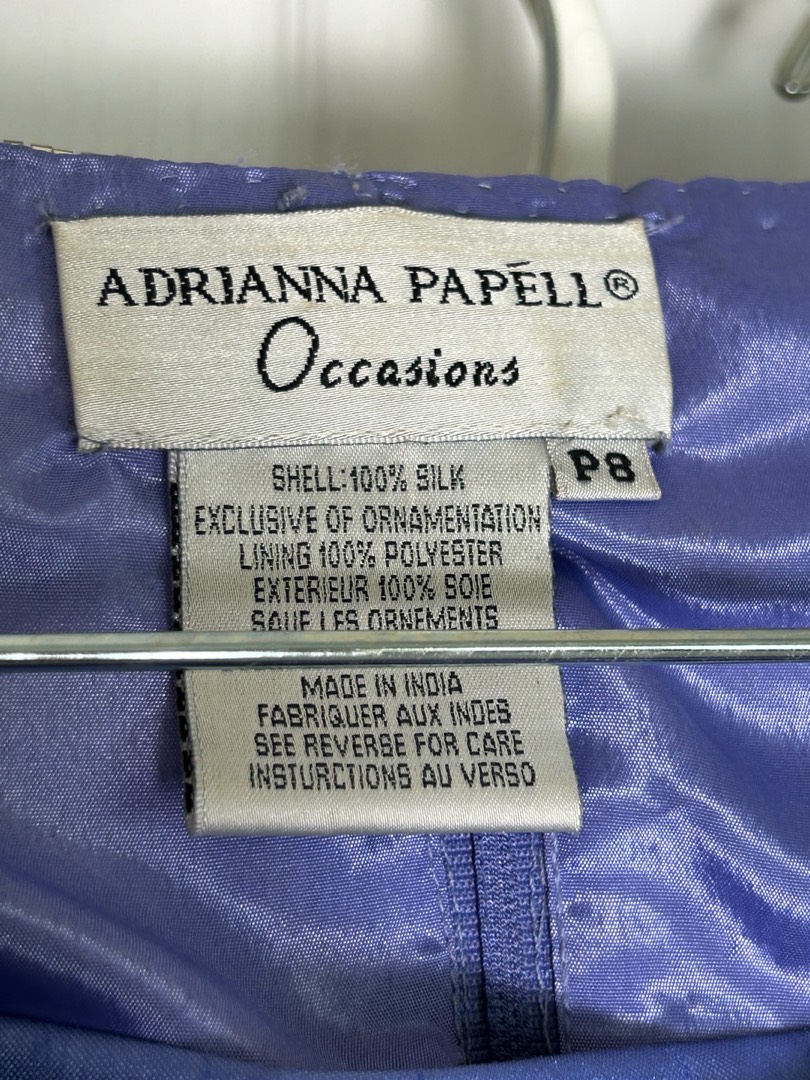 ADRIANNA PAPĒLL®
Occasions
P8
SHELL:100% SILK
EXCLUSIVE OF ORNAMENTATION
LINING 100% POLYESTER
EXTERIEUR 100% SOIE
SAUF LES ORNEMENTS
MADE IN INDIA
FABRIQUER AUX INDES
SEE REVERSE FOR CARE
INSTURCTIONS AU VERSO